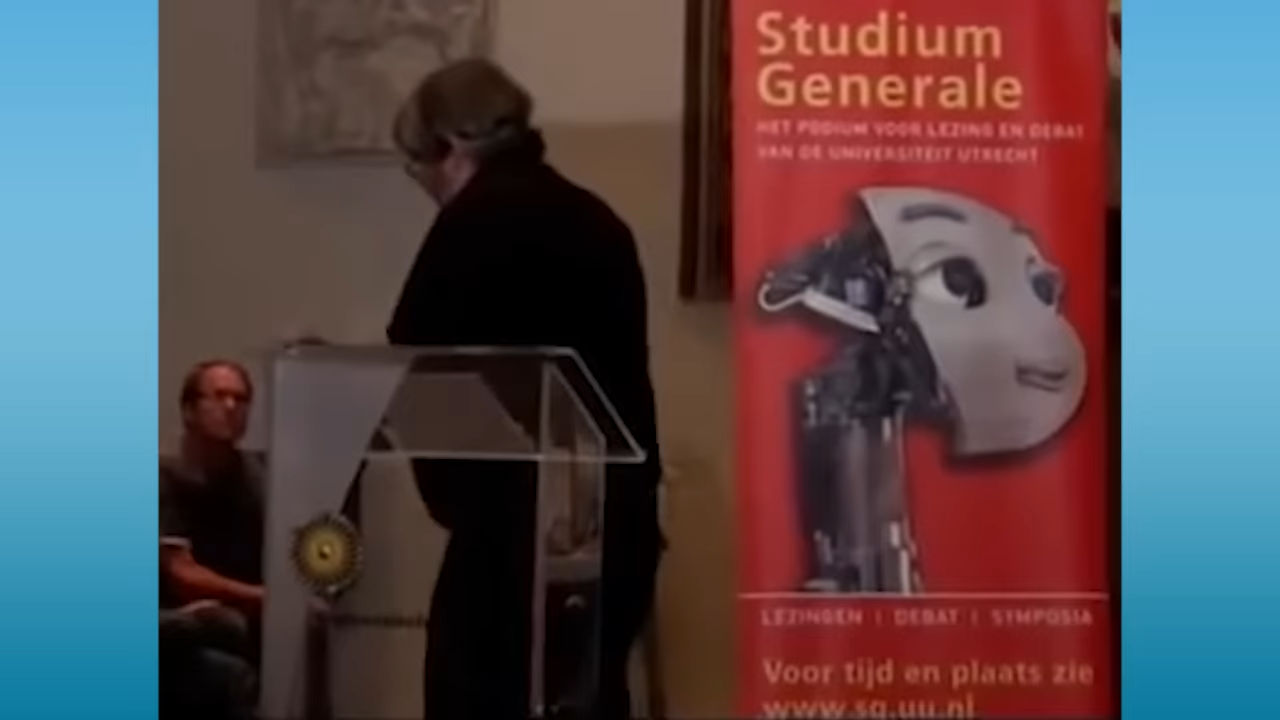 Studium
Generale
HET PODIUM VOOR LEZING EN DEBAT
VAN DE UNIVERSITEIT UTRECHT
LEZINGEN | DEBAT | SYMPOSIA
Voor tijd en plaats zie
www.sg.uu.nl